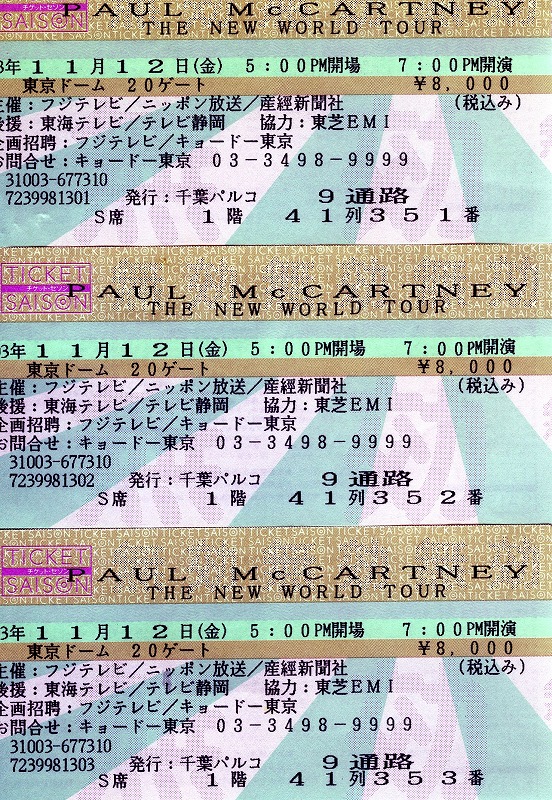 チケット・セゾン
SAISON
PAUL McCARTNEY
THE NEW WORLD TOUR
3年 11月12日(金) 5:00PM開場 7:00PM開演
東京ドーム 20ゲート ¥8,000
主催:フジテレビ/ニッポン放送/産經新聞社 (税込み)
後援:東海テレビ/テレビ静岡 協力:東芝EMI
企画招聘:フジテレビ/キョードー東京
お問合せ:キョードー東京 03-3498-9999
31003-677310
7239981301 発行:千葉パルコ 9通路
S席 1階 41列351番
TICKET
チケット・セゾン
SAISON
PAUL McCARTNEY
THE NEW WORLD TOUR
93年 11月12日(金) 5:00PM開場 7:00PM開演
東京ドーム 20ゲート ¥8,000
主催:フジテレビ/ニッポン放送/産經新聞社 (税込み)
後援:東海テレビ/テレビ静岡 協力:東芝EMI
企画招聘:フジテレビ/キョードー東京
お問合せ:キョードー東京 03-3498-9999
31003-677310
7239981302 発行:千葉パルコ 9通路
S席 1階 41列352番
TICKET
チケット・セゾン
SAISON
PAUL McCARTNEY
THE NEW WORLD TOUR
93年 11月12日(金) 5:00PM開場 7:00PM開演
東京ドーム 20ゲート ¥8,000
主催:フジテレビ/ニッポン放送/産經新聞社 (税込み)
後援:東海テレビ/テレビ静岡 協力:東芝EMI
企画招聘:フジテレビ/キョードー東京
お問合せ:キョードー東京 03-3498-9999
31003-677310
7239981303 発行:千葉パルコ 9通路
S席 1階 41列353番